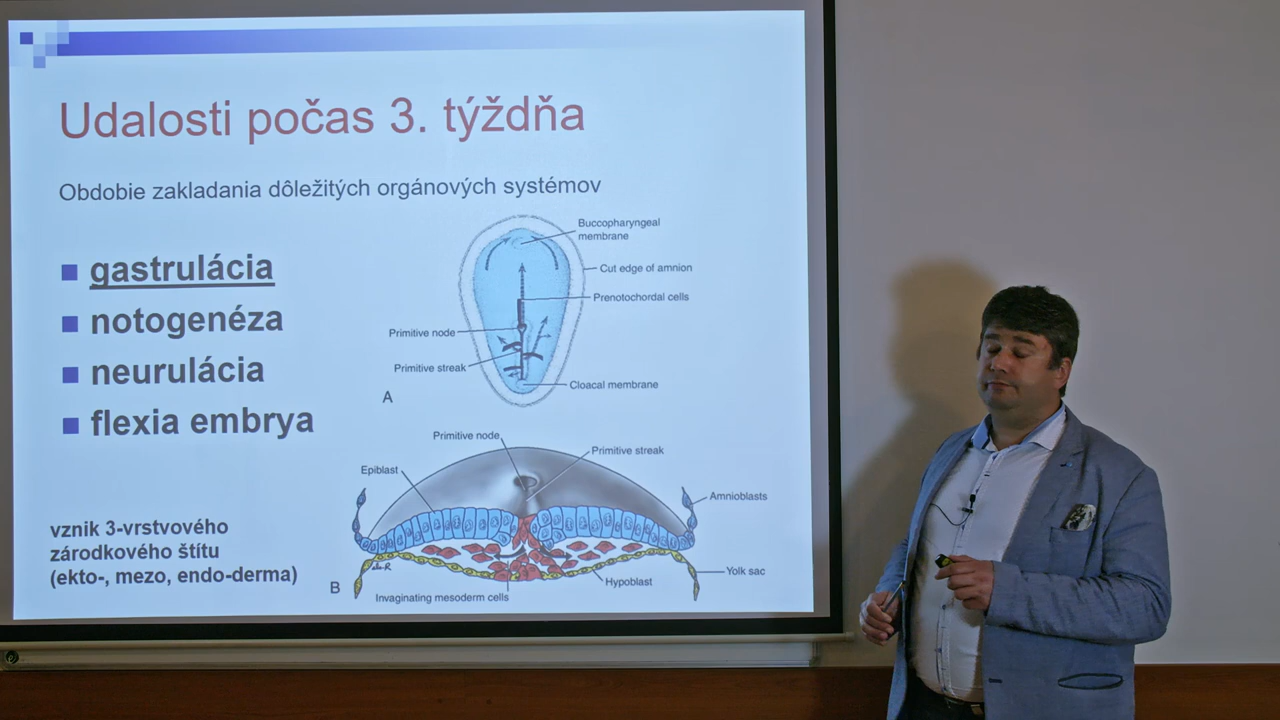 Udalosti počas 3. týždňa
Obdobie zakladania dôležitých orgánových systémov
gastrulácia
notogenéza
neurulácia
flexia embrya
vznik 3-vrstvového
zárodkového štítu
(ekto-, mezo, endo-derma)
Buccopharyngeal
membrane
Cut edge of amnion
Prenotochordal cells
Primitive node
Primitive streak
Cloacal membrane
A
Primitive node
Primitive streak
Epiblast
Amnioblasts
Yolk sac
Hypoblast
B
Invaginating mesoderm cells